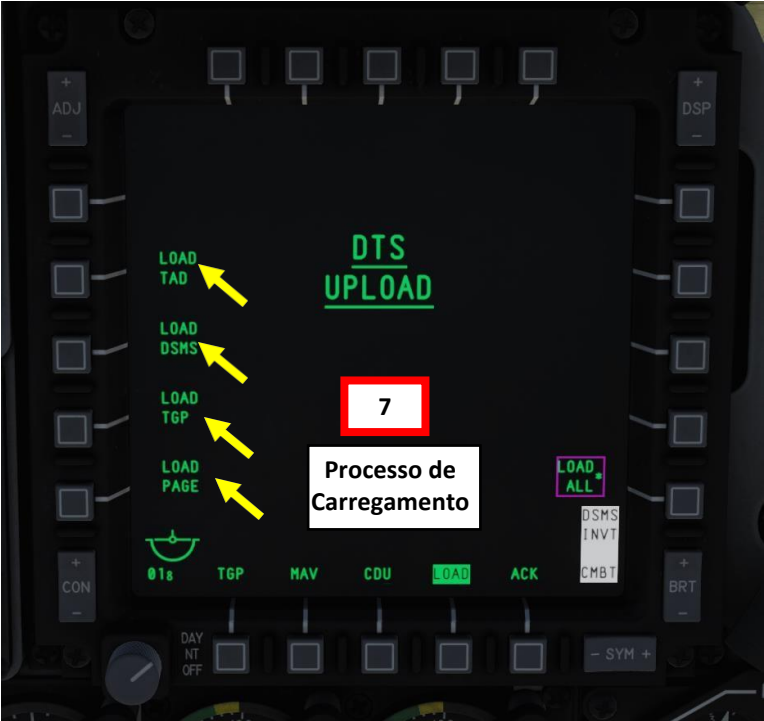 +
ADJ
-
+
DSP
-
DTS
UPLOAD
LOAD
TAD
LOAD
DSMS
LOAD
TGP
LOAD
PAGE
7
Processo de
Carregamento
LOAD
ALL*
DSMS
INVT
CMBT
01s
TGP
MAV
CDU
LOAD
ACK
+
CON
-
+
BRT
-
DAY
NT
OFF
- SYM +